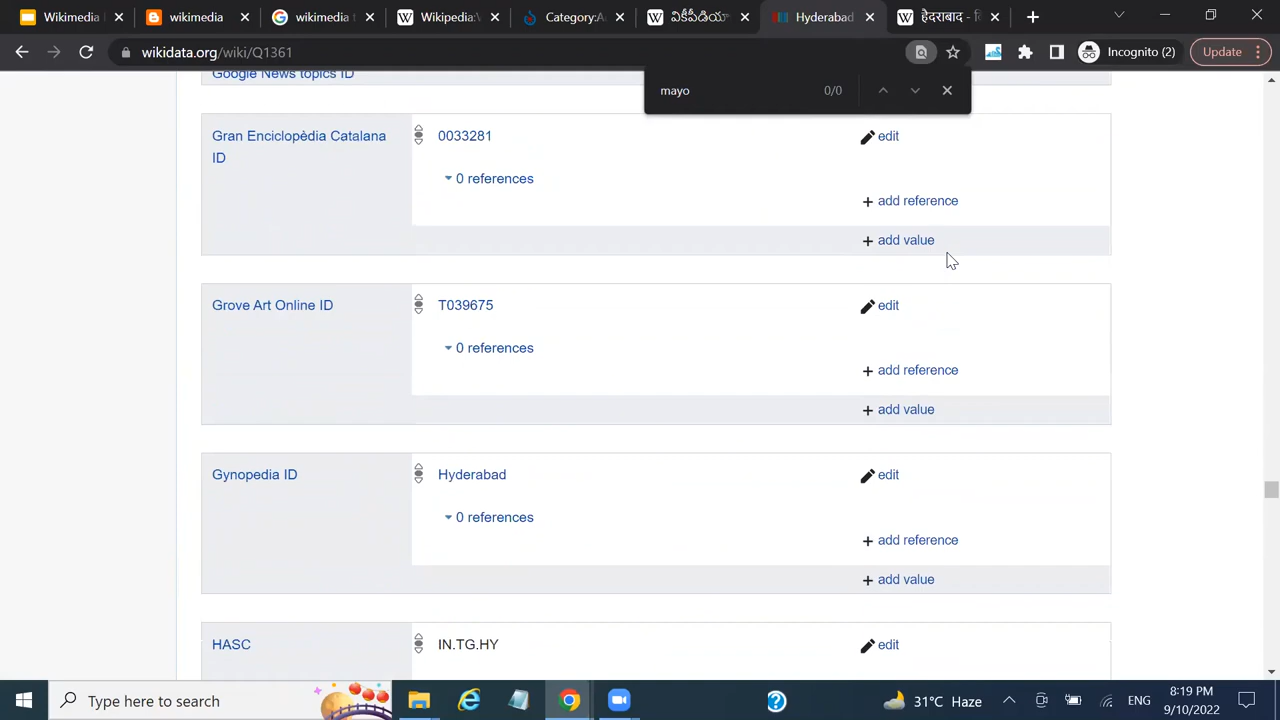 Wikimedia
wikimedia
wikimedia t
Wikipedia:V
Category:A
వికీపీడియా
Hyderabad
हैदराबाद - वि
wikidata.org/wiki/Q1361
Incognito (2)
Update
mayo
0/0
Google News topics ID
Gran Enciclopèdia Catalana
ID
0033281
edit
0 references
add reference
add value
Grove Art Online ID
T039675
edit
0 references
add reference
add value
Gynopedia ID
Hyderabad
edit
0 references
add reference
add value
HASC
IN.TG.HY
edit
Type here to search
31°C Haze
ENG
8:19 PM
9/10/2022